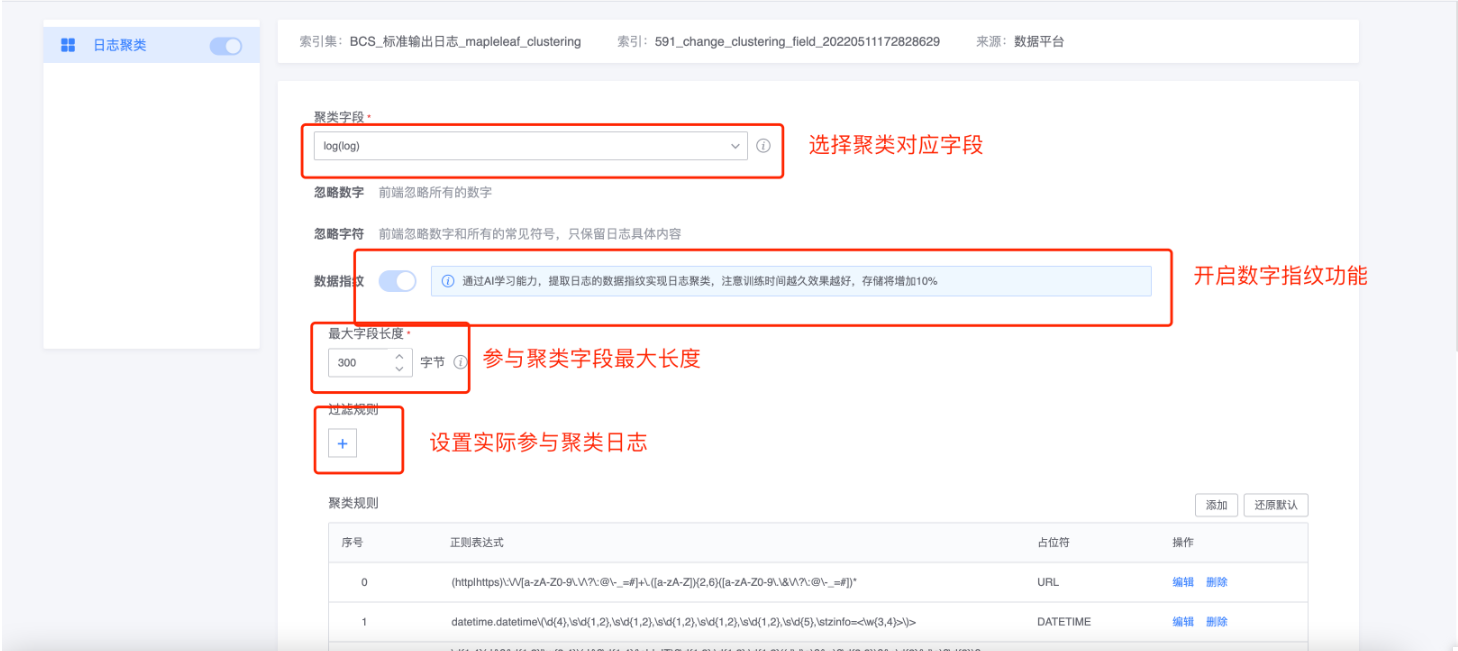 日志聚类
索引集: BCS_标准输出日志_mapleleaf_clustering 索引: 591_change_clustering_field_20220511172828629 来源: 数据平台
聚类字段*
log(log)
选择聚类对应字段
忽略数字 前端忽略所有的数字
忽略字符 前端忽略数字和所有的常见符号，只保留日志具体内容
数据指纹 通过AI学习能力，提取日志的数据指纹实现日志聚类，注意训练时间越久效果越好，存储将增加10%
开启数字指纹功能
最大字段长度*
300 字节
参与聚类字段最大长度
过滤规则
+
设置实际参与聚类日志
聚类规则 添加 还原默认
序号 正则表达式 占位符 操作
0 (http|https)\:\/\/[a-zA-Z0-9\.\/\?\:@\-_=#]+\.([a-zA-Z]){2,6}([a-zA-Z0-9\.\&\/\?\:@\-_=#])* URL 编辑 删除
1 datetime.datetime\(\d{4},\s\d{1,2},\s\d{1,2},\s\d{1,2},\s\d{1,2},\s\d{1,2},\s\d{5},\stzinfo=<\w{3,4}>\)> DATETIME 编辑 删除